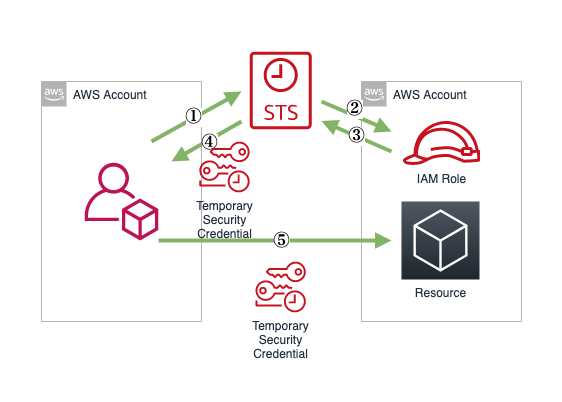 aws
AWS Account
STS
aws
AWS Account
①
②
③
④
IAM Role
Temporary
Security
Credential
⑤
Resource
Temporary
Security
Credential